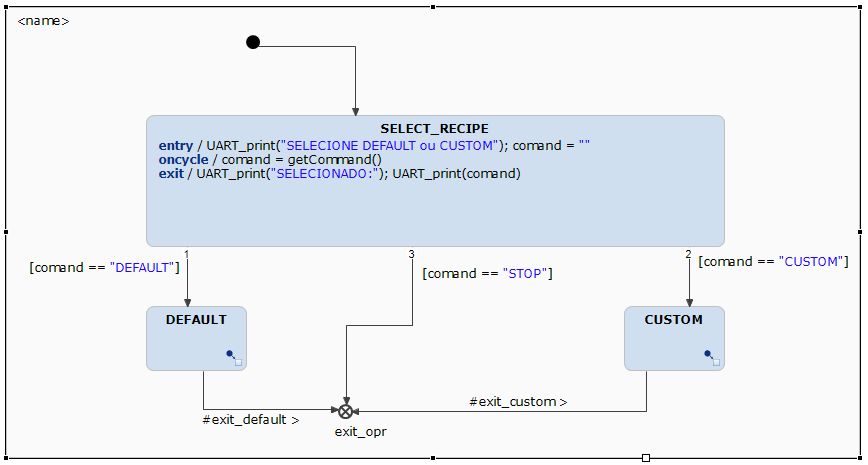 <name>
SELECT_RECIPE
entry / UART_print("SELECIONE DEFAULT ou CUSTOM"); comand = ""
oncycle / comand = getCommand()
exit / UART_print("SELECIONADO:"); UART_print(comand)
1
3
2
[comand == "DEFAULT"]
[comand == "STOP"]
[comand == "CUSTOM"]
DEFAULT
CUSTOM
#exit_default >
#exit_custom >
exit_opr